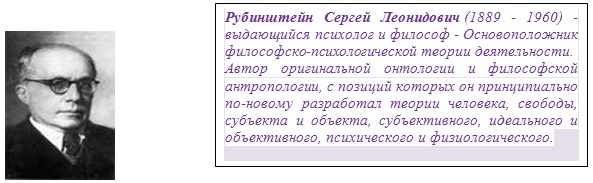 Рубинштейн Сергей Леонидович (1889 - 1960) -
выдающийся психолог и философ - Основоположник
философско-психологической теории деятельности.
Автор оригинальной онтологии и философской
антропологии, с позиций которых он принципиально
по-новому разработал теории человека, свободы,
субъекта и объекта, субъективного, идеального и
объективного, психического и физиологического.